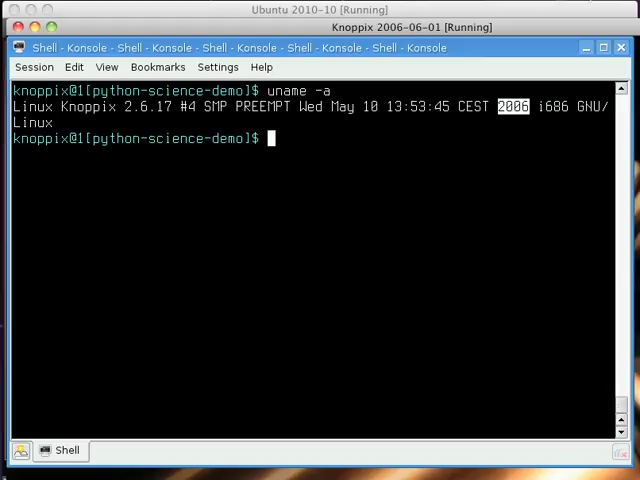 Ubuntu 2010-10 [Running]
Knoppix 2006-06-01 [Running]
Shell - Konsole - Shell - Konsole - Shell - Konsole - Shell - Konsole - Shell - Konsole
Session Edit View Bookmarks Settings Help
knoppix@1[python-science-demo]$ uname -a
Linux Knoppix 2.6.17 #4 SMP PREEMPT Wed May 10 13:53:45 CEST 2006 i686 GNU/
Linux
knoppix@1[python-science-demo]$
Shell